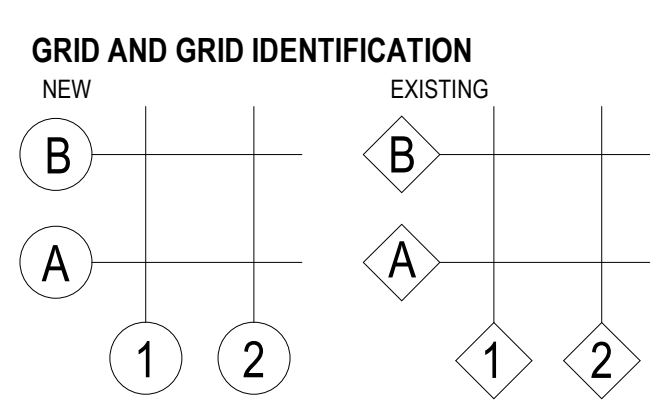 GRID AND GRID IDENTIFICATION
NEW EXISTING
B B
A A
1 2 1 2